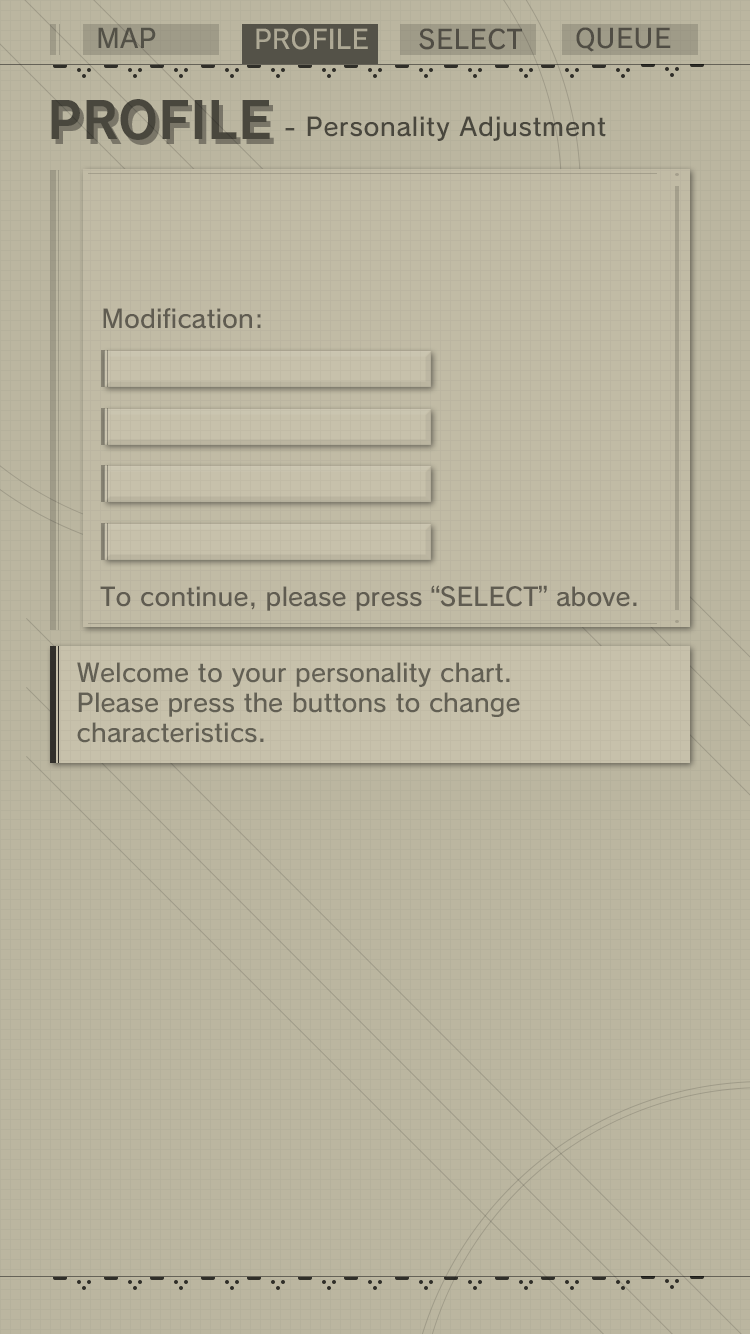 MAP PROFILE SELECT QUEUE
PROFILE - Personality Adjustment
Modification:
To continue, please press “SELECT” above.
Welcome to your personality chart.
Please press the buttons to change
characteristics.